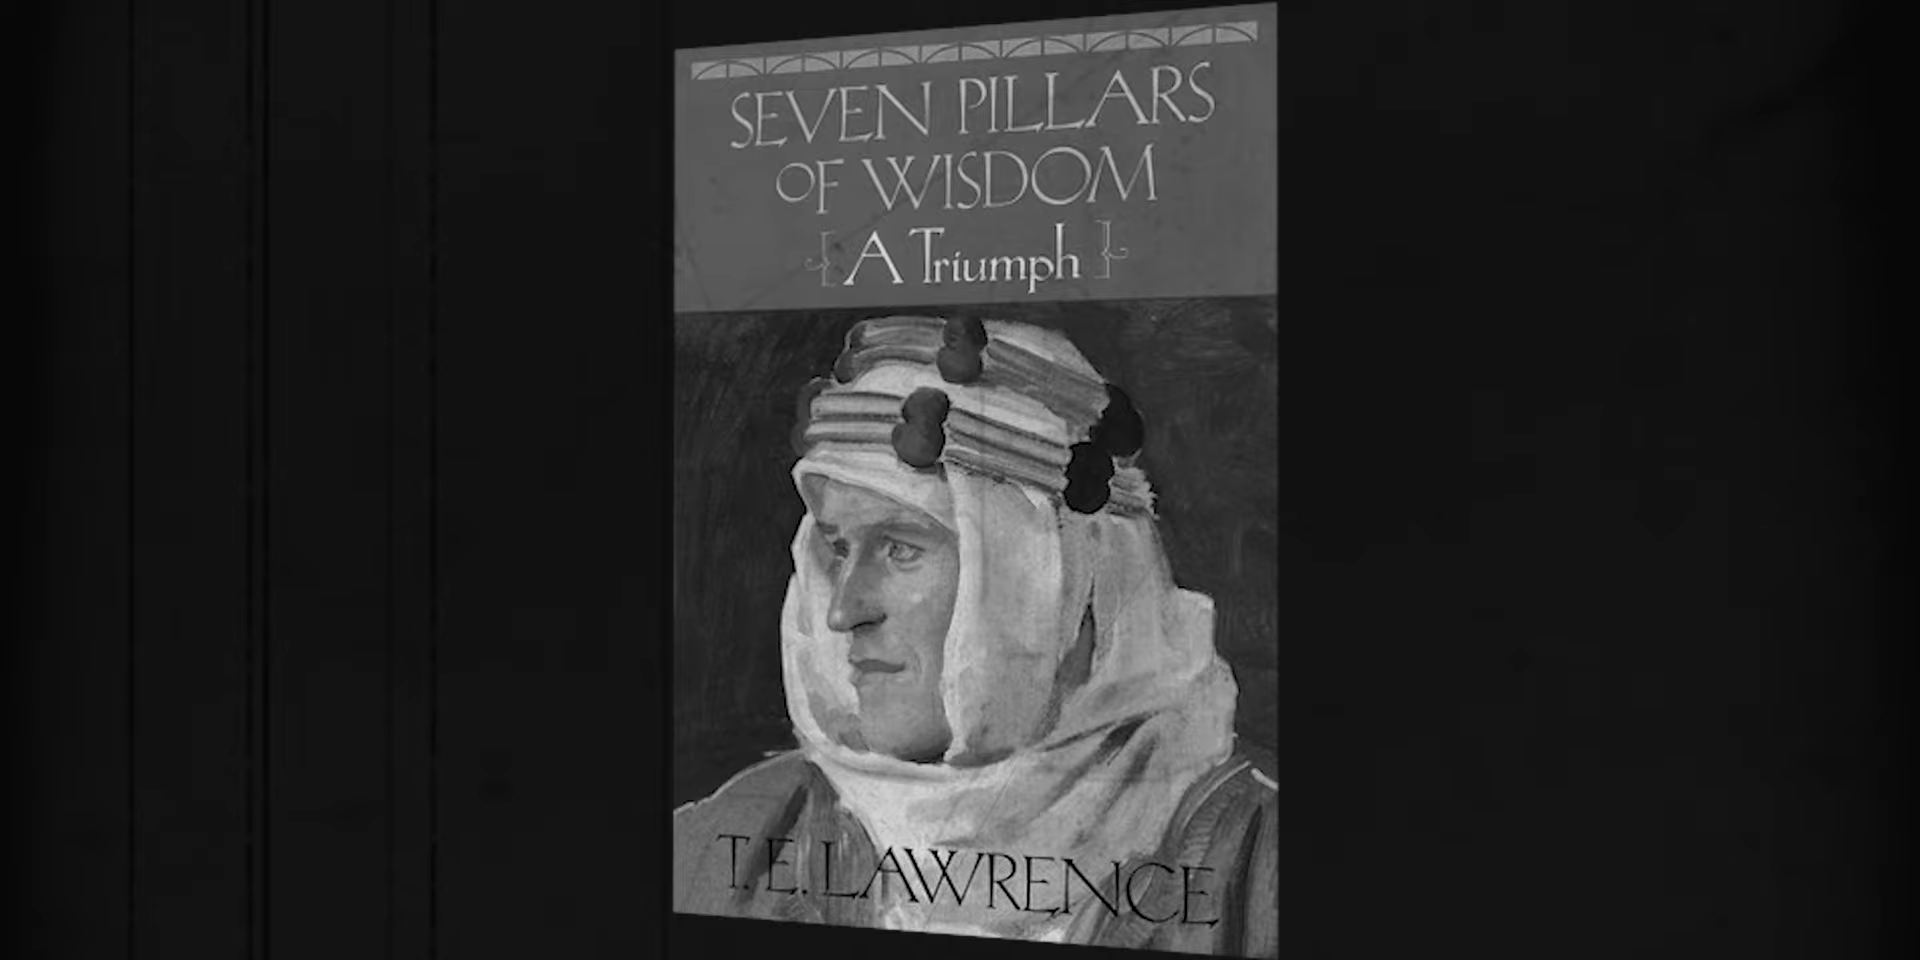 SEVEN PILLARS
OF WISDOM
{A Triumph}
T. E. LAWRENCE